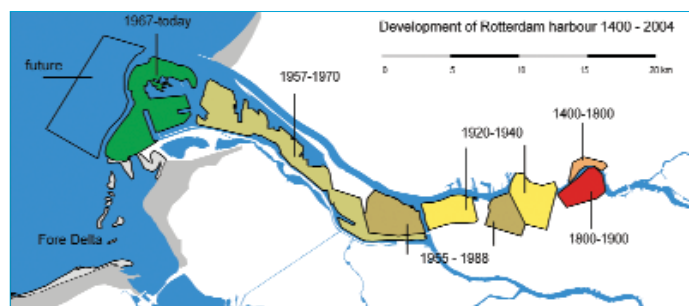 1967-today
Development of Rotterdam harbour 1400 - 2004
future
0 5 10 15 20 km
1957-1970
1920-1940
1400-1800
Fore Delta
1955 - 1988
1800-1900